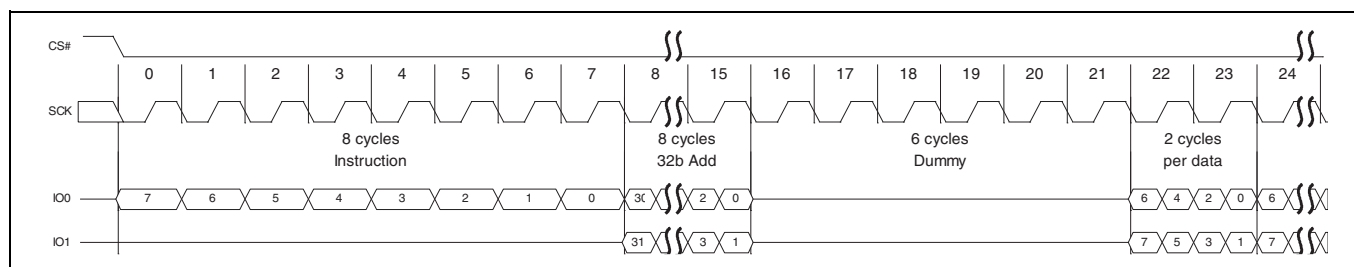 CS#
0 1 2 3 4 5 6 7 8 15 16 17 18 19 20 21 22 23 24
SCK
8 cycles 8 cycles 6 cycles 2 cycles
Instruction 32b Add Dummy per data
IO0 7 6 5 4 3 2 1 0 30 2 0 6 4 2 0 6
IO1 31 3 1 7 5 3 1 7